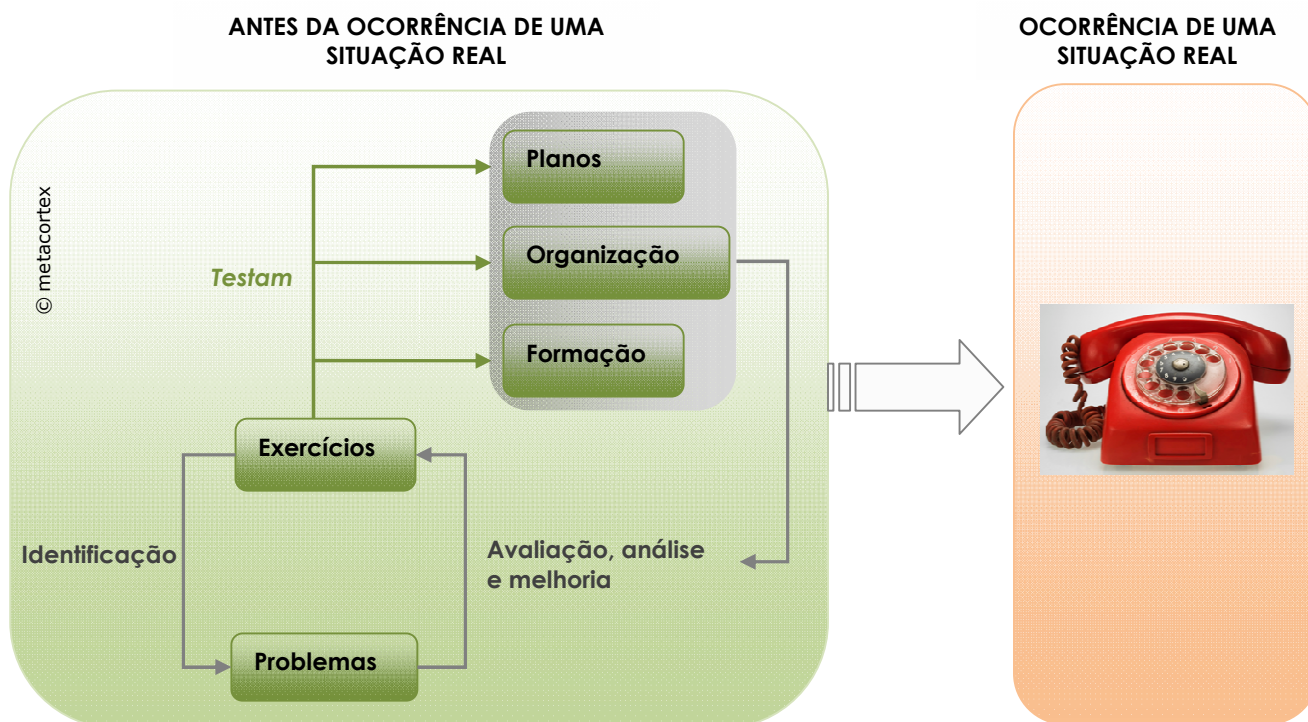 ANTES DA OCORRÊNCIA DE UMA
SITUAÇÃO REAL
OCORRÊNCIA DE UMA
SITUAÇÃO REAL
© metacortex
Planos
Organização
Testam
Formação
Exercícios
Identificação
Avaliação, análise
e melhoria
Problemas